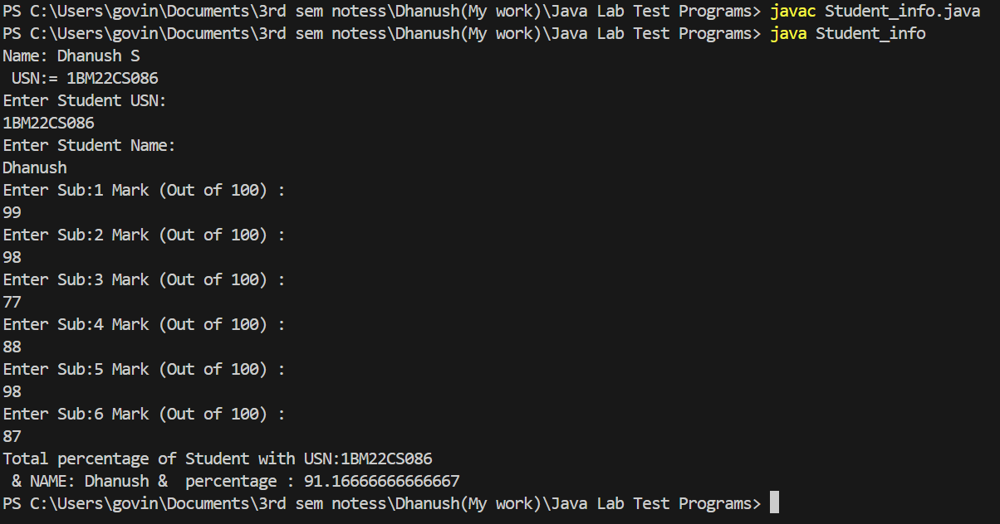 PS C:\Users\govin\Documents\3rd sem notess\Dhanush(My work)\Java Lab Test Programs> javac Student_info.java
PS C:\Users\govin\Documents\3rd sem notess\Dhanush(My work)\Java Lab Test Programs> java Student_info
Name: Dhanush S
 USN:= 1BM22CS086
Enter Student USN:
1BM22CS086
Enter Student Name:
Dhanush
Enter Sub:1 Mark (Out of 100) :
99
Enter Sub:2 Mark (Out of 100) :
98
Enter Sub:3 Mark (Out of 100) :
77
Enter Sub:4 Mark (Out of 100) :
88
Enter Sub:5 Mark (Out of 100) :
98
Enter Sub:6 Mark (Out of 100) :
87
Total percentage of Student with USN:1BM22CS086
 & NAME: Dhanush &  percentage : 91.16666666666667
PS C:\Users\govin\Documents\3rd sem notess\Dhanush(My work)\Java Lab Test Programs>